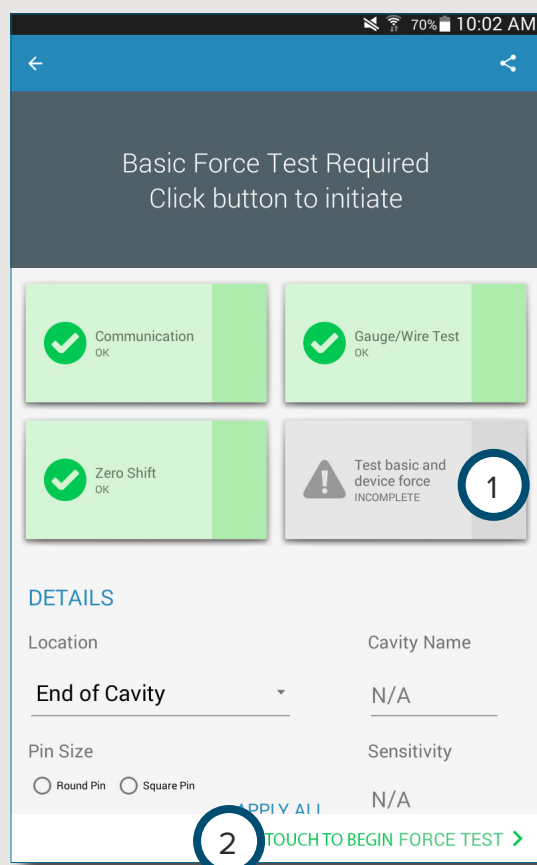 70% 10:02 AM
Basic Force Test Required
Click button to initiate
Communication
OK
Gauge/Wire Test
OK
Zero Shift
OK
Test basic and
device force
INCOMPLETE
1
DETAILS
Location
Cavity Name
End of Cavity
N/A
Pin Size
Sensitivity
Round Pin
Square Pin
APPLY ALL
N/A
2
TOUCH TO BEGIN FORCE TEST